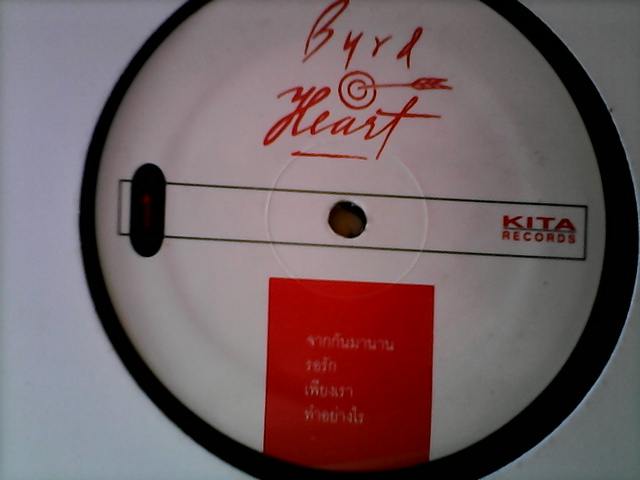 Byrd
Heart
KITA
RECORDS
จากกันมานาน
รอรัก
เพียงเรา
ทำอย่างไร